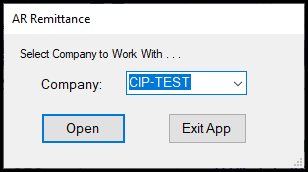 AR Remittance
Select Company to Work With . . .
Company: CIP-TEST
Open Exit App